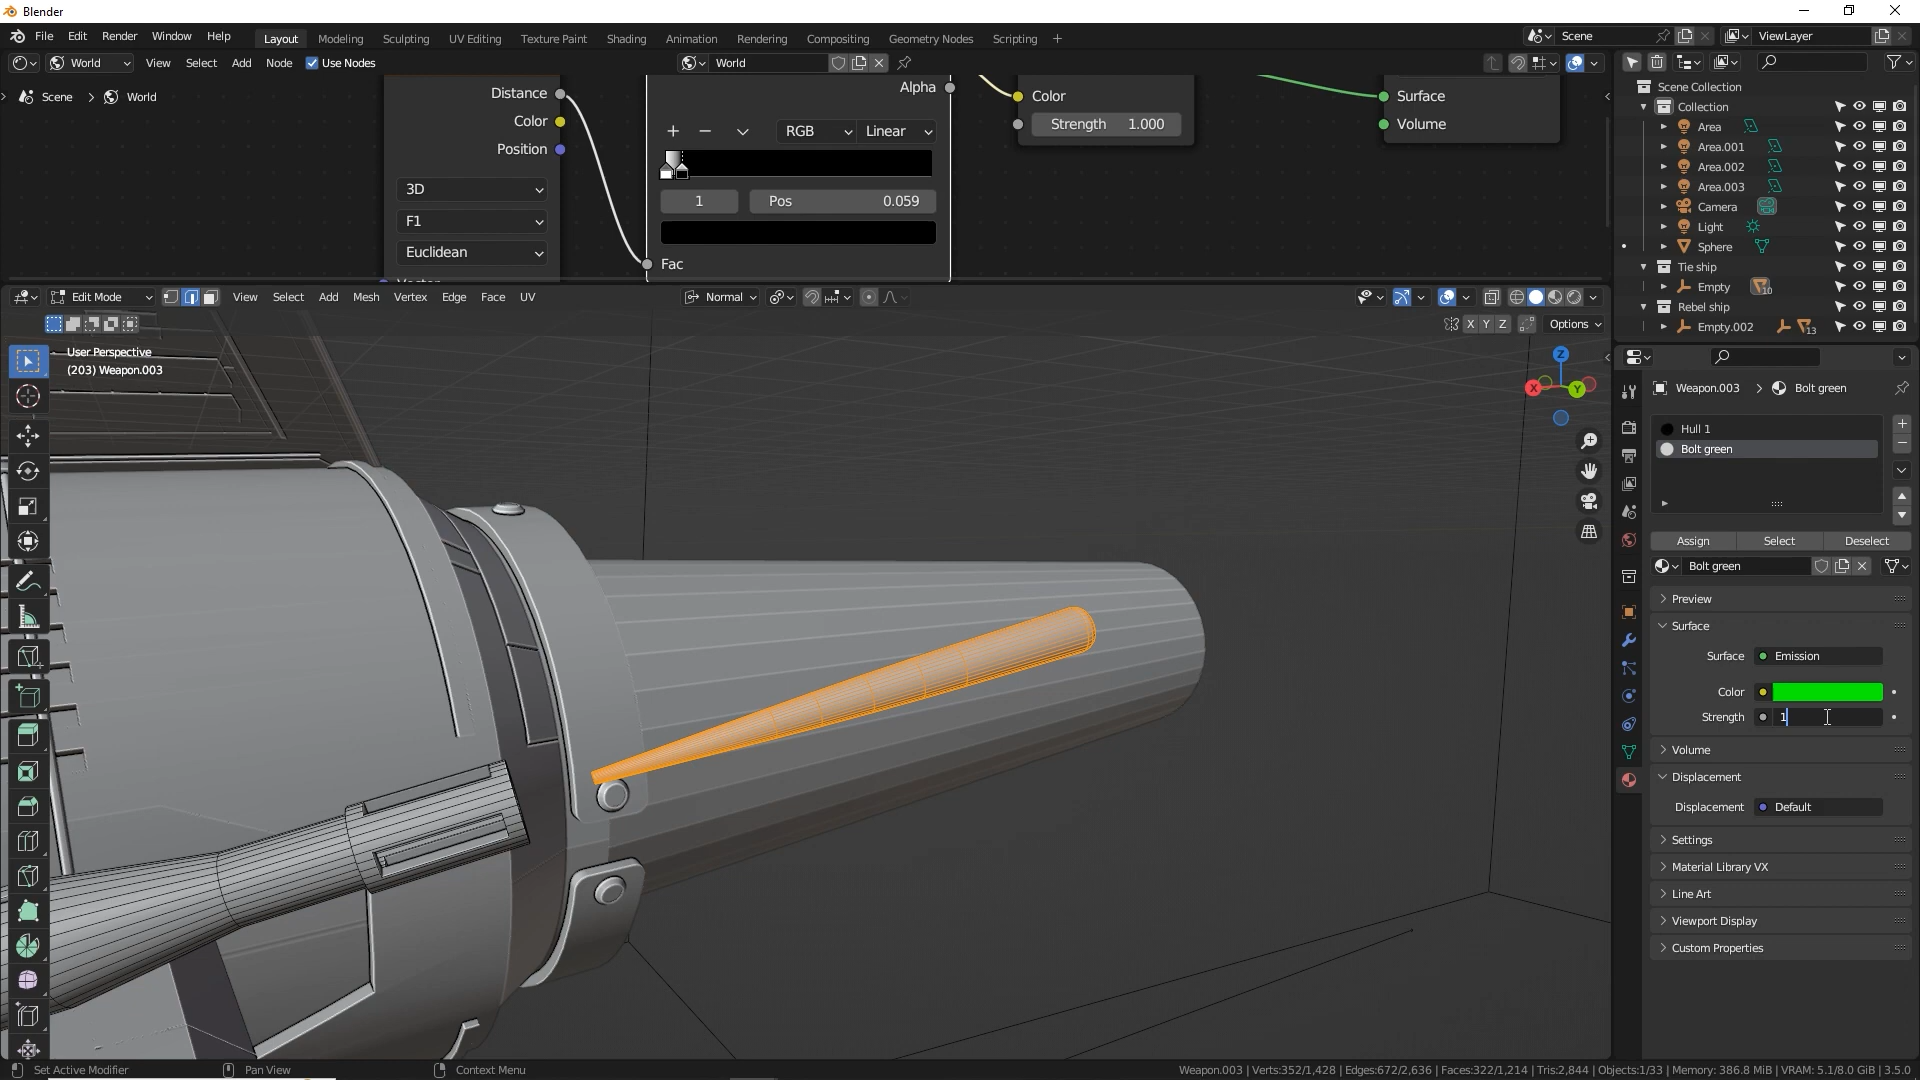 Blender
File Edit Render Window Help
Layout Modeling Sculpting UV Editing Texture Paint Shading Animation Rendering Compositing Geometry Nodes Scripting +
Scene
ViewLayer
World View Select Add Node Use Nodes
World
Scene > World
Distance
Color
Position
3D
F1
Euclidean
Alpha
RGB Linear
1 Pos 0.059
Fac
Color
Strength 1.000
Surface
Volume
Scene Collection
Collection
Area
Area.001
Area.002
Area.003
Camera
Light
Sphere
Tie ship
Empty 10
Rebel ship
Empty.002 13
Edit Mode View Select Add Mesh Vertex Edge Face UV
Normal
X Y Z Options
User Perspective
(203) Weapon.003
Z
X Y
Weapon.003 > Bolt green
Hull 1
Bolt green
Assign Select Deselect
Bolt green
Preview
Surface
Surface Emission
Color
Strength 1
Volume
Displacement
Displacement Default
Settings
Material Library VX
Line Art
Viewport Display
Custom Properties
Set Active Modifier Pan View Context Menu
Weapon.003 | Verts:352/1,428 | Edges:672/2,636 | Faces:322/1,214 | Tris:2,844 | Objects:1/33 | Memory: 386.8 MiB | VRAM: 5.1/8.0 GiB | 3.5.0